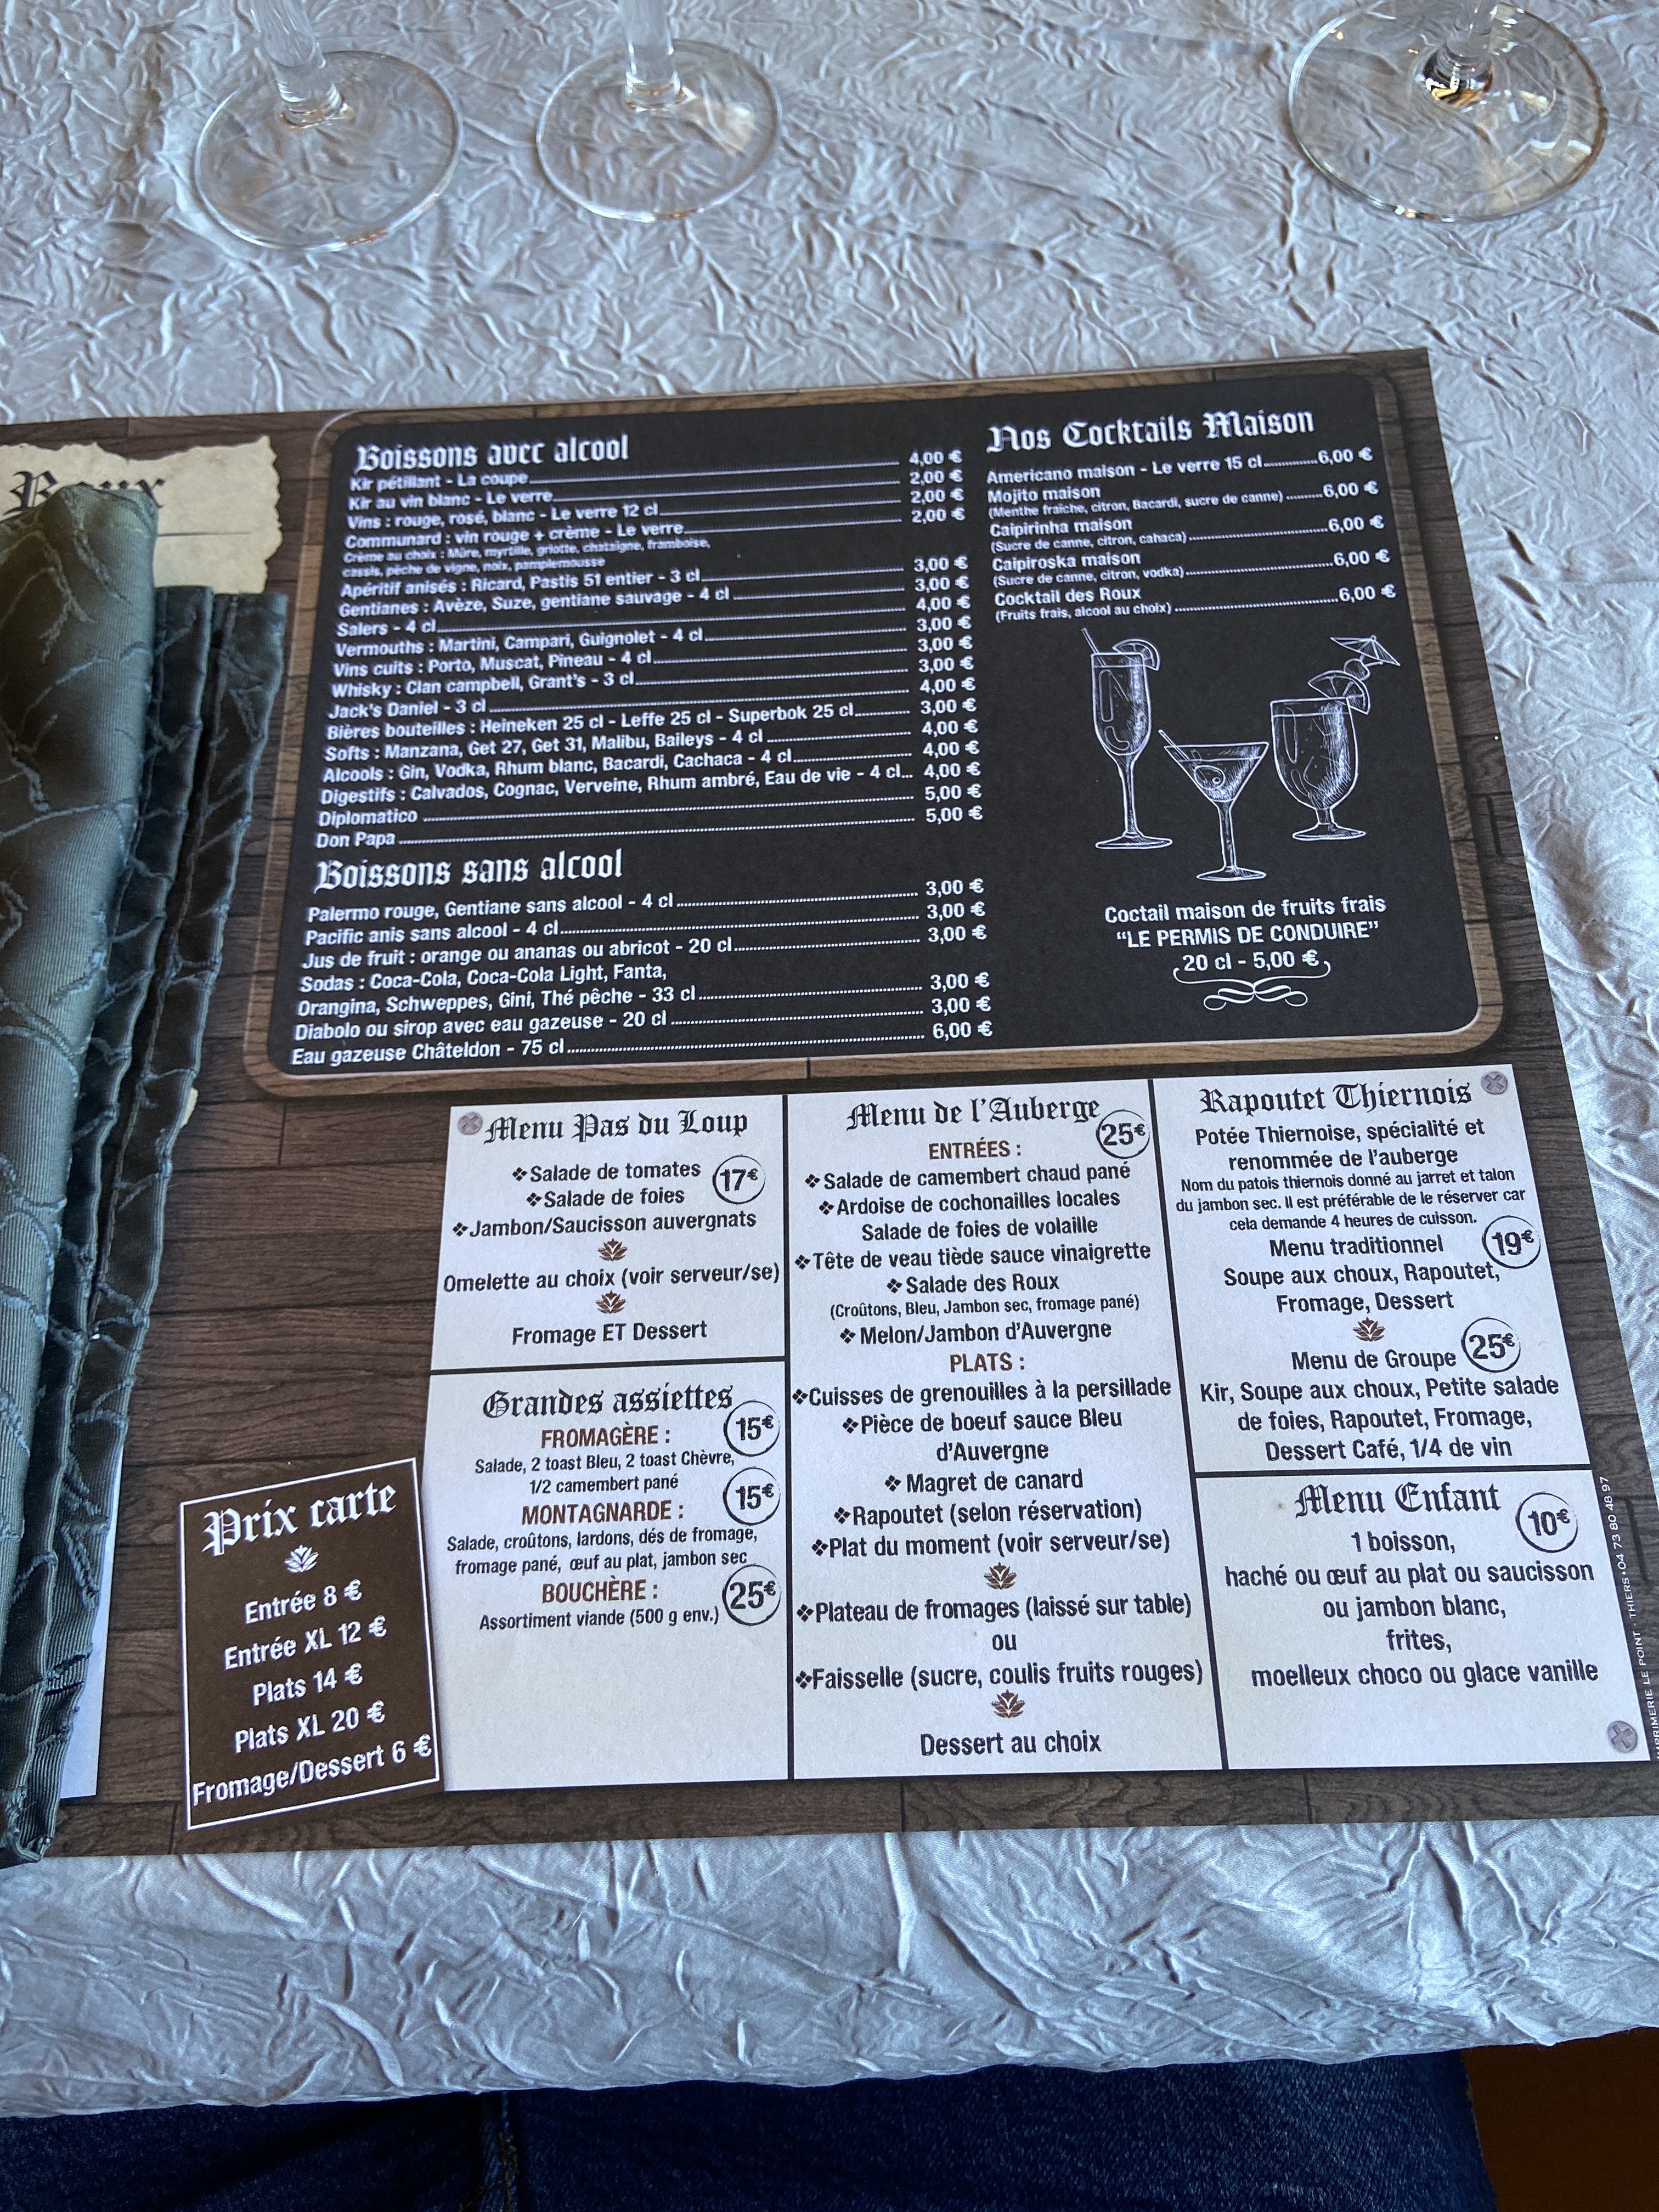 Roux
Boissons avec alcool
Kir pétillant - La coupe 4,00 €
Kir au vin blanc - Le verre 2,00 €
Vins : rouge, rosé, blanc - Le verre 12 cl 2,00 €
Communard : vin rouge + crème - Le verre 2,00 €
Crème au choix : Mûre, myrtille, griotte, chataigne, framboise,
cassis, pêche de vigne, noix, pamplemousse
Apéritif anisés : Ricard, Pastis 51 entier - 3 cl 3,00 €
Gentianes : Avèze, Suze, gentiane sauvage - 4 cl 3,00 €
Salers - 4 cl 4,00 €
Vermouths : Martini, Campari, Guignolet - 4 cl 3,00 €
Vins cuits : Porto, Muscat, Pineau - 4 cl 3,00 €
Whisky : Clan campbell, Grant's - 3 cl 3,00 €
Jack's Daniel - 3 cl 4,00 €
Bières bouteilles : Heineken 25 cl - Leffe 25 cl - Superbok 25 cl 3,00 €
Softs : Manzana, Get 27, Get 31, Malibu, Baileys - 4 cl 4,00 €
Alcools : Gin, Vodka, Rhum blanc, Bacardi, Cachaca - 4 cl 4,00 €
Digestifs : Calvados, Cognac, Verveine, Rhum ambré, Eau de vie - 4 cl... 4,00 €
Diplomatico 5,00 €
Don Papa 5,00 €
Boissons sans alcool
Palermo rouge, Gentiane sans alcool - 4 cl 3,00 €
Pacific anis sans alcool - 4 cl 3,00 €
Jus de fruit : orange ou ananas ou abricot - 20 cl 3,00 €
Sodas : Coca-Cola, Coca-Cola Light, Fanta,
Orangina, Schweppes, Gini, Thé pêche - 33 cl 3,00 €
Diabolo ou sirop avec eau gazeuse - 20 cl 3,00 €
Eau gazeuse Châteldon - 75 cl 6,00 €
Nos Cocktails Maison
Americano maison - Le verre 15 cl 6,00 €
Mojito maison
(Menthe fraiche, citron, Bacardi, sucre de canne) 6,00 €
Caipirinha maison
(Sucre de canne, citron, cahaca) 6,00 €
Caipiroska maison
(Sucre de canne, citron, vodka) 6,00 €
Cocktail des Roux
(Fruits frais, alcool au choix) 6,00 €
Coctail maison de fruits frais
"LE PERMIS DE CONDUIRE"
20 cl - 5,00 €
Prix carte
Entrée 8 €
Entrée XL 12 €
Plats 14 €
Plats XL 20 €
Fromage/Dessert 6 €
Menu Pas du Loup
17€
❖Salade de tomates
❖Salade de foies
❖Jambon/Saucisson auvergnats
Omelette au choix (voir serveur/se)
Fromage ET Dessert
Grandes assiettes
FROMAGÈRE : 15€
Salade, 2 toast Bleu, 2 toast Chèvre,
1/2 camembert pané
MONTAGNARDE : 15€
Salade, croûtons, lardons, dés de fromage,
fromage pané, œuf au plat, jambon sec
BOUCHÈRE : 25€
Assortiment viande (500 g env.)
Menu de l'Auberge
25€
ENTRÉES :
❖Salade de camembert chaud pané
❖Ardoise de cochonailles locales
Salade de foies de volaille
❖Tête de veau tiède sauce vinaigrette
❖Salade des Roux
(Croûtons, Bleu, Jambon sec, fromage pané)
❖Melon/Jambon d'Auvergne
PLATS :
❖Cuisses de grenouilles à la persillade
❖Pièce de boeuf sauce Bleu
d'Auvergne
❖Magret de canard
❖Rapoutet (selon réservation)
❖Plat du moment (voir serveur/se)
❖Plateau de fromages (laissé sur table)
ou
❖Faisselle (sucre, coulis fruits rouges)
Dessert au choix
Rapoutet Thiernois
Potée Thiernoise, spécialité et
renommée de l'auberge
Nom du patois thiernois donné au jarret et talon
du jambon sec. Il est préférable de le réserver car
cela demande 4 heures de cuisson.
Menu traditionnel 19€
Soupe aux choux, Rapoutet,
Fromage, Dessert
Menu de Groupe 25€
Kir, Soupe aux choux, Petite salade
de foies, Rapoutet, Fromage,
Dessert Café, 1/4 de vin
Menu Enfant
10€
1 boisson,
haché ou œuf au plat ou saucisson
ou jambon blanc,
frites,
moelleux choco ou glace vanille
IMPRIMERIE LE POINT · THIERS · 04 73 80 48 97